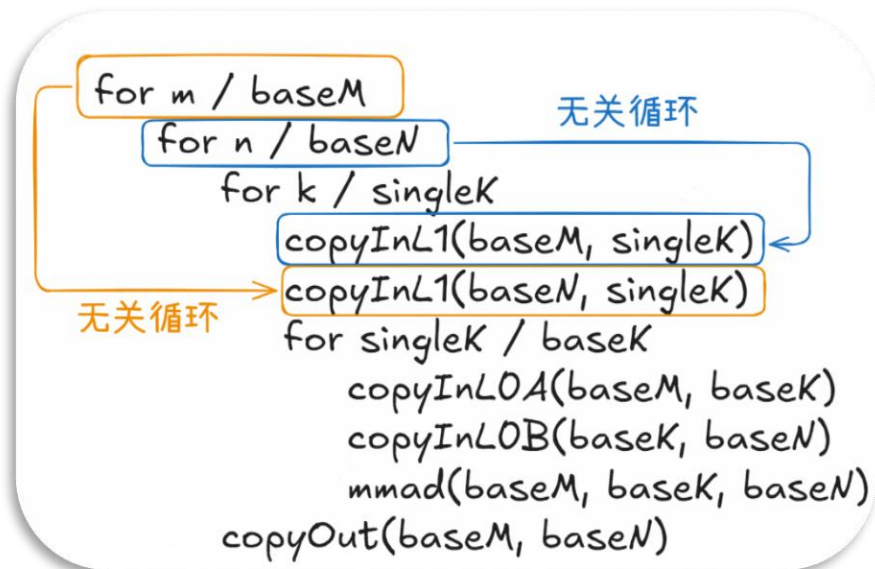 for m / baseM
无关循环
for n / baseN
for k / singleK
copyInL1(baseM, singleK)
copyInL1(baseN, singleK)
无关循环
for singleK / baseK
copyInL0A(baseM, baseK)
copyInL0B(baseK, baseN)
mmad(baseM, baseK, baseN)
copyOut(baseM, baseN)